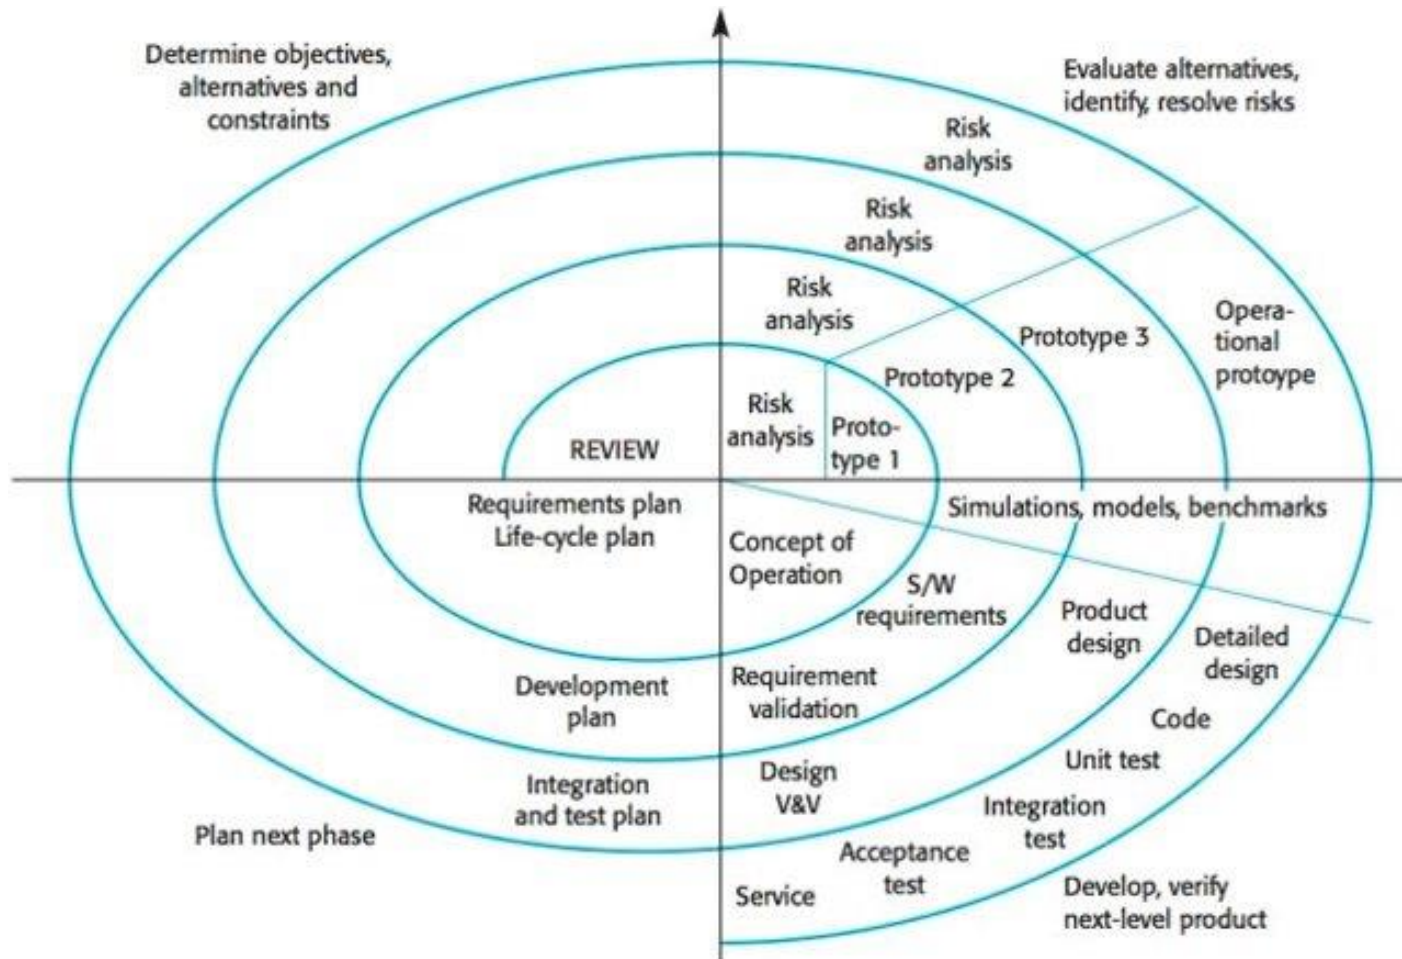 Determine objectives,
alternatives and
constraints
Evaluate alternatives,
identify, resolve risks
Risk
analysis
Risk
analysis
Risk
analysis
Risk
analysis
Proto-
type 1
Prototype 2
Prototype 3
Opera-
tional
protoype
REVIEW
Requirements plan
Life-cycle plan
Simulations, models, benchmarks
Concept of
Operation
S/W
requirements
Product
design
Detailed
design
Development
plan
Requirement
validation
Code
Unit test
Integration
and test plan
Design
V&V
Integration
test
Plan next phase
Acceptance
test
Service
Develop, verify
next-level product